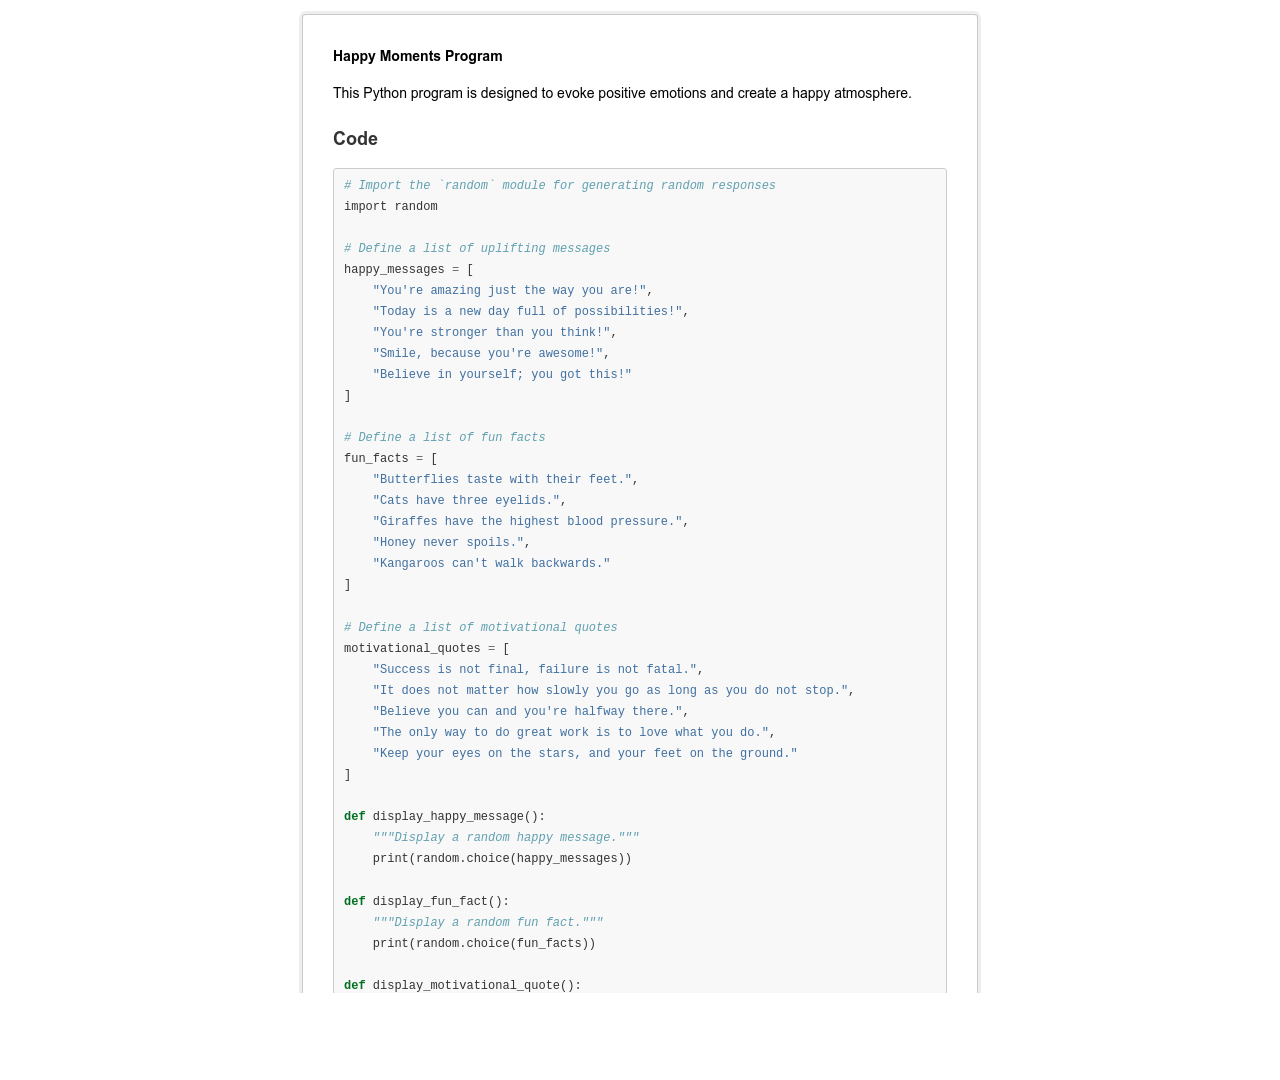 Happy Moments Program
This Python program is designed to evoke positive emotions and create a happy atmosphere.
Code
# Import the `random` module for generating random responses
import random
# Define a list of uplifting messages
happy_messages = [
    "You're amazing just the way you are!",
    "Today is a new day full of possibilities!",
    "You're stronger than you think!",
    "Smile, because you're awesome!",
    "Believe in yourself; you got this!"
]
# Define a list of fun facts
fun_facts = [
    "Butterflies taste with their feet.",
    "Cats have three eyelids.",
    "Giraffes have the highest blood pressure.",
    "Honey never spoils.",
    "Kangaroos can't walk backwards."
]
# Define a list of motivational quotes
motivational_quotes = [
    "Success is not final, failure is not fatal.",
    "It does not matter how slowly you go as long as you do not stop.",
    "Believe you can and you're halfway there.",
    "The only way to do great work is to love what you do.",
    "Keep your eyes on the stars, and your feet on the ground."
]
def display_happy_message():
    """Display a random happy message."""
    print(random.choice(happy_messages))
def display_fun_fact():
    """Display a random fun fact."""
    print(random.choice(fun_facts))
def display_motivational_quote():